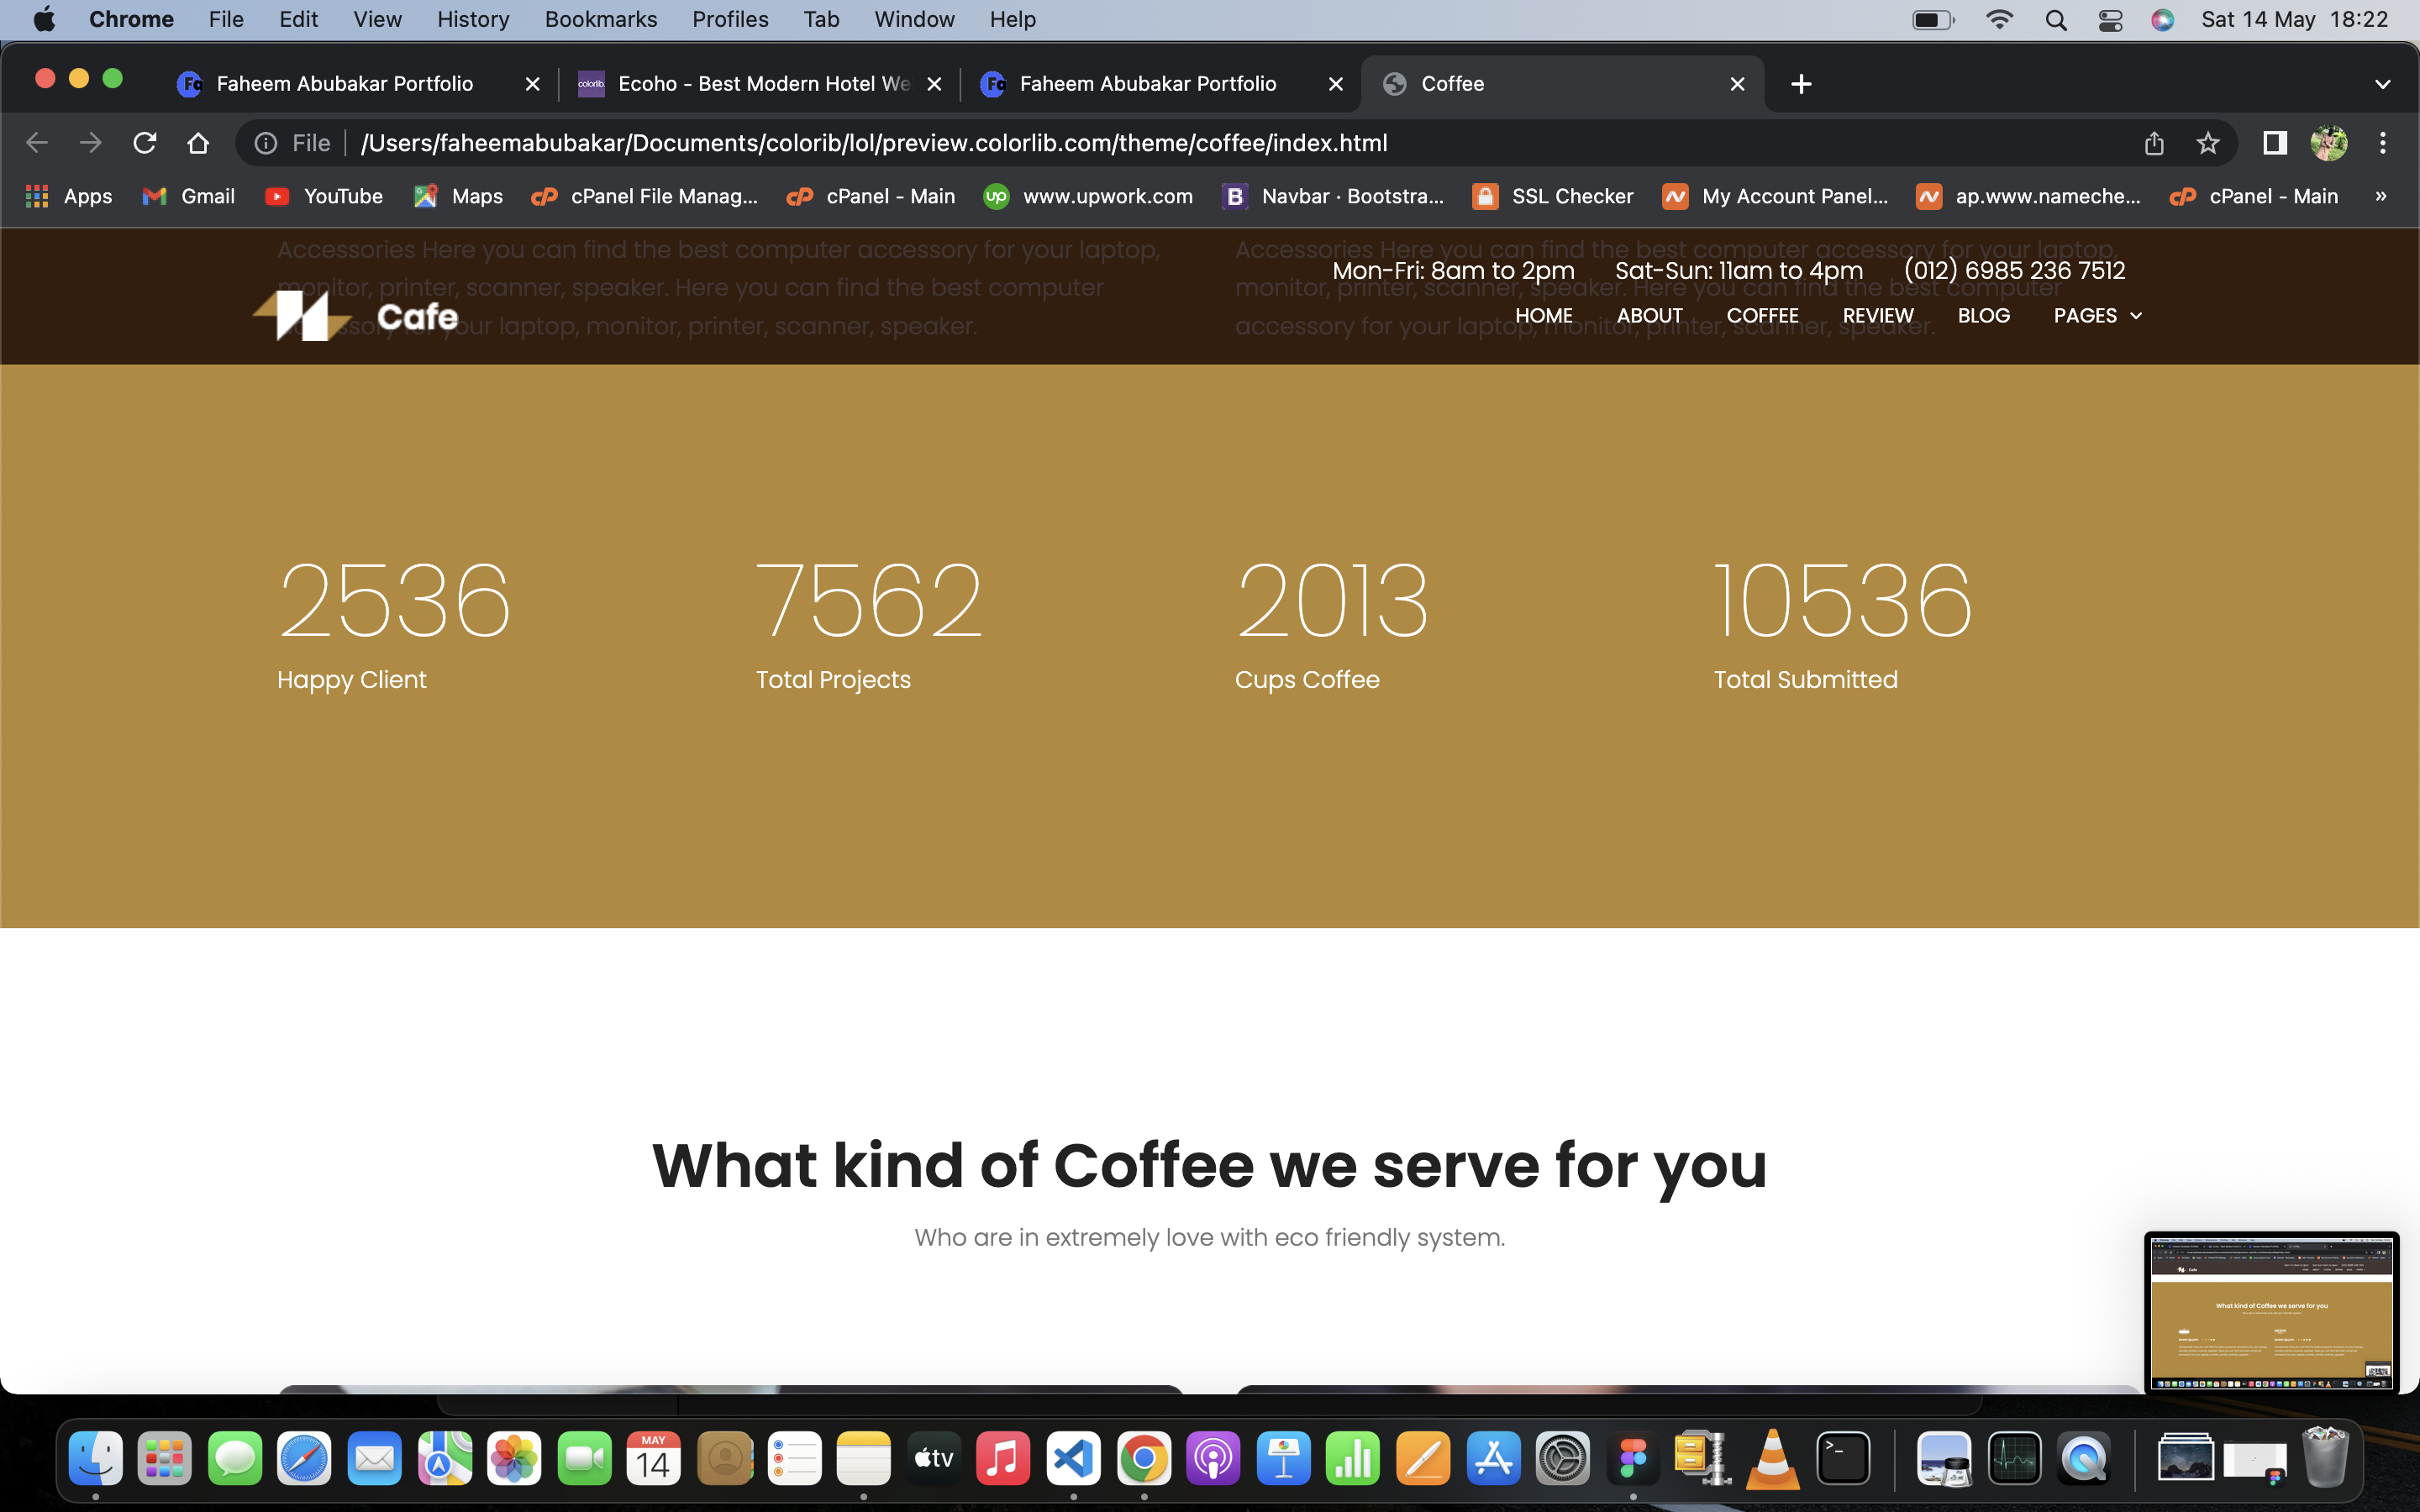 Chrome File Edit View History Bookmarks Profiles Tab Window Help Sat 14 May 18:22
Faheem Abubakar Portfolio Ecoho - Best Modern Hotel We Faheem Abubakar Portfolio Coffee
File /Users/faheemabubakar/Documents/colorib/lol/preview.colorlib.com/theme/coffee/index.html
Apps Gmail YouTube Maps cPanel File Manag... cPanel - Main www.upwork.com Navbar · Bootstra... SSL Checker My Account Panel... ap.www.nameche... cPanel - Main »
Accessories Here you can find the best computer accessory for your laptop,
monitor, printer, scanner, speaker. Here you can find the best computer
accessory for your laptop, monitor, printer, scanner, speaker.
Accessories Here you can find the best computer accessory for your laptop,
monitor, printer, scanner, speaker. Here you can find the best computer
accessory for your laptop, monitor, printer, scanner, speaker.
Cafe
Mon-Fri: 8am to 2pm Sat-Sun: 11am to 4pm (012) 6985 236 7512
HOME ABOUT COFFEE REVIEW BLOG PAGES
2536 7562 2013 10536
Happy Client Total Projects Cups Coffee Total Submitted
What kind of Coffee we serve for you
Who are in extremely love with eco friendly system.
What kind of Coffee we serve for you
MAY
14
tv